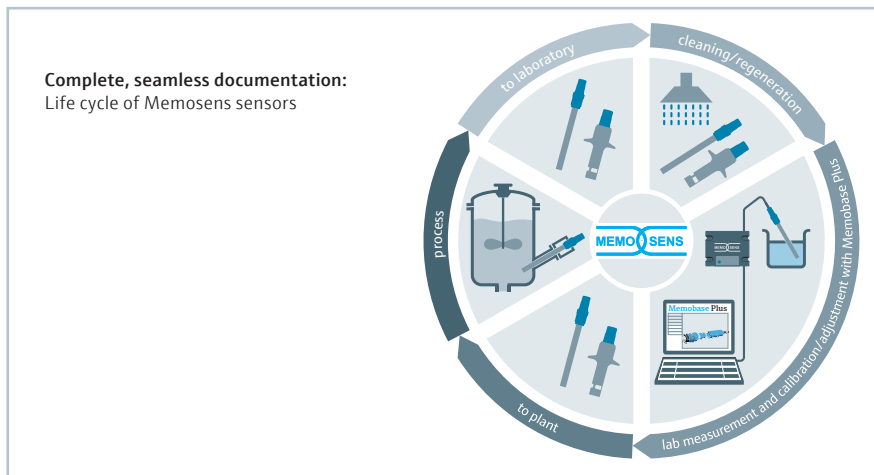 Complete, seamless documentation:
Life cycle of Memosens sensors
to laboratory
cleaning/regeneration
lab measurement and calibration/adjustment with Memobase Plus
to plant
process
MEMO SENS
MEMO SENS
Memobase Plus